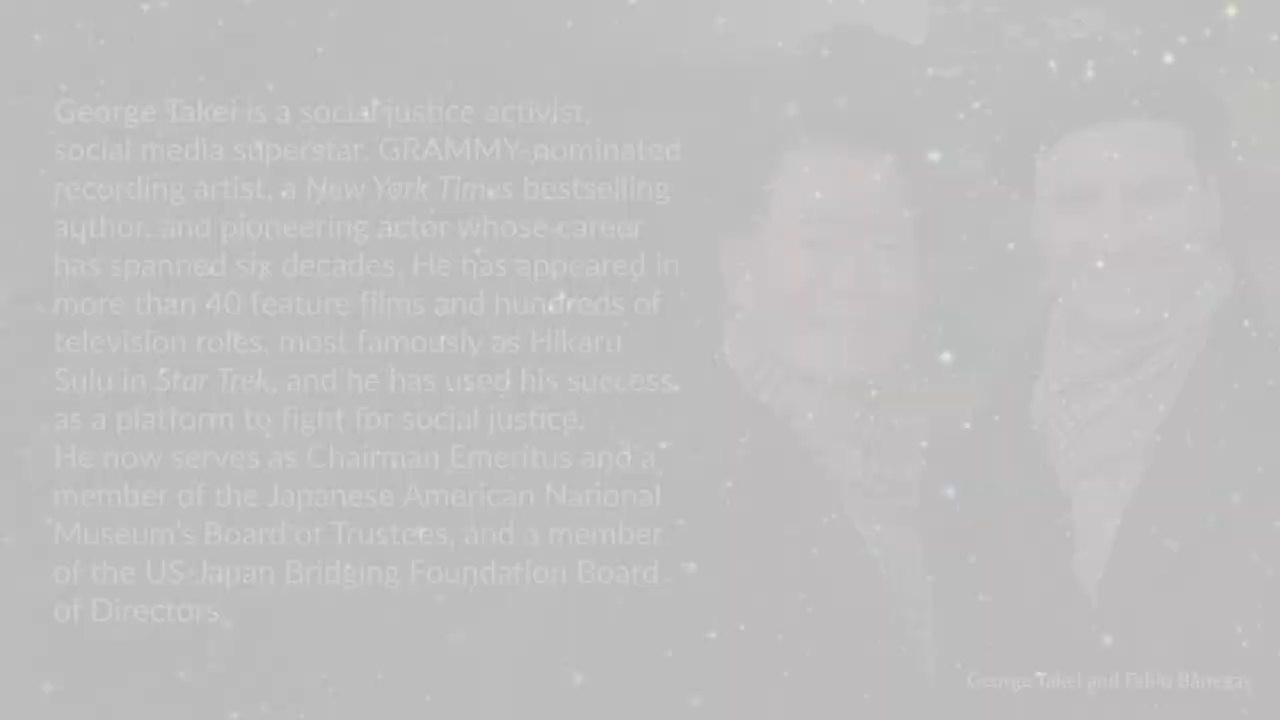 George Takei is a social justice activist,
social media superstar, GRAMMY-nominated
recording artist, a New York Times bestselling
author, and pioneering actor whose career
has spanned six decades. He has appeared in
more than 40 feature films and hundreds of
television roles, most famously as Hikaru
Sulu in Star Trek, and he has used his success
as a platform to fight for social justice.
He now serves as Chairman Emeritus and a
member of the Japanese American National
Museum's Board of Trustees, and a member
of the US-Japan Bridging Foundation Board
of Directors.
George Takei and Fabio Banegas